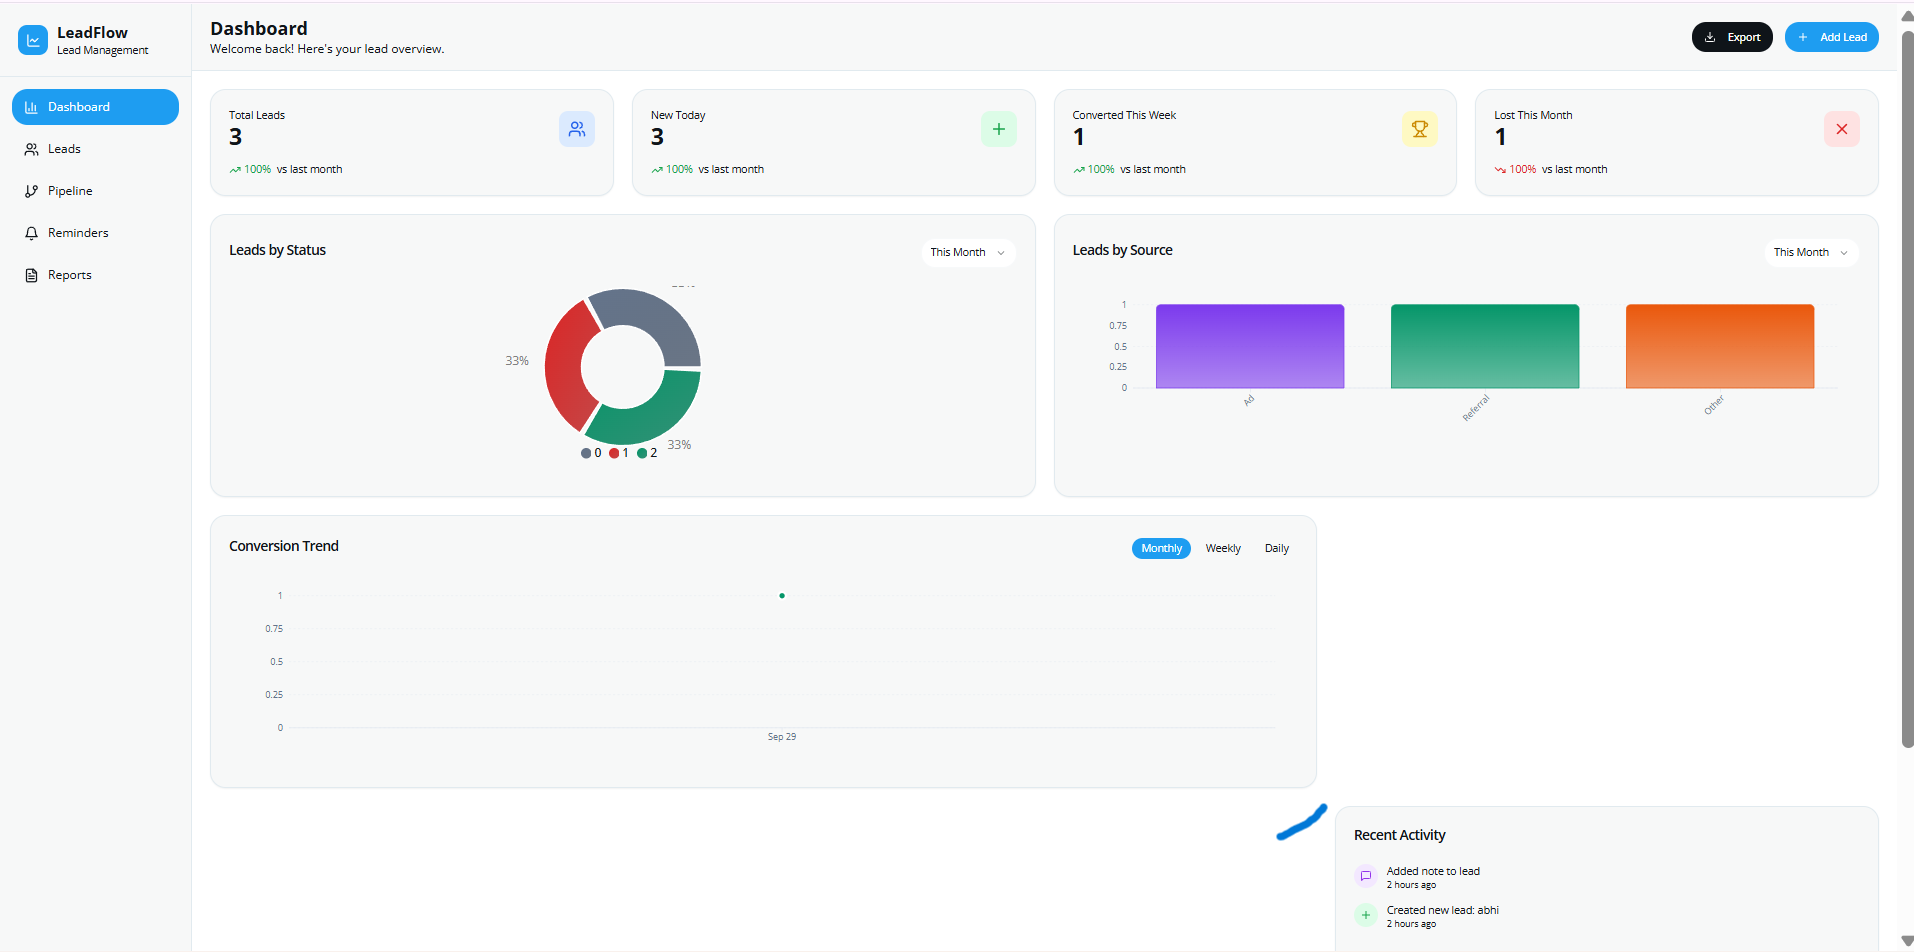 LeadFlow
Lead Management
Dashboard
Leads
Pipeline
Reminders
Reports
Dashboard
Welcome back! Here's your lead overview.
Export
Add Lead
Total Leads
3
100% vs last month
New Today
3
100% vs last month
Converted This Week
1
100% vs last month
Lost This Month
1
100% vs last month
Leads by Status
This Month
33%
33%
0 1 2
Leads by Source
This Month
1
0.75
0.5
0.25
0
Ad
Referral
Other
Conversion Trend
Monthly Weekly Daily
1
0.75
0.5
0.25
0
Sep 29
Recent Activity
Added note to lead
2 hours ago
Created new lead: abhi
2 hours ago